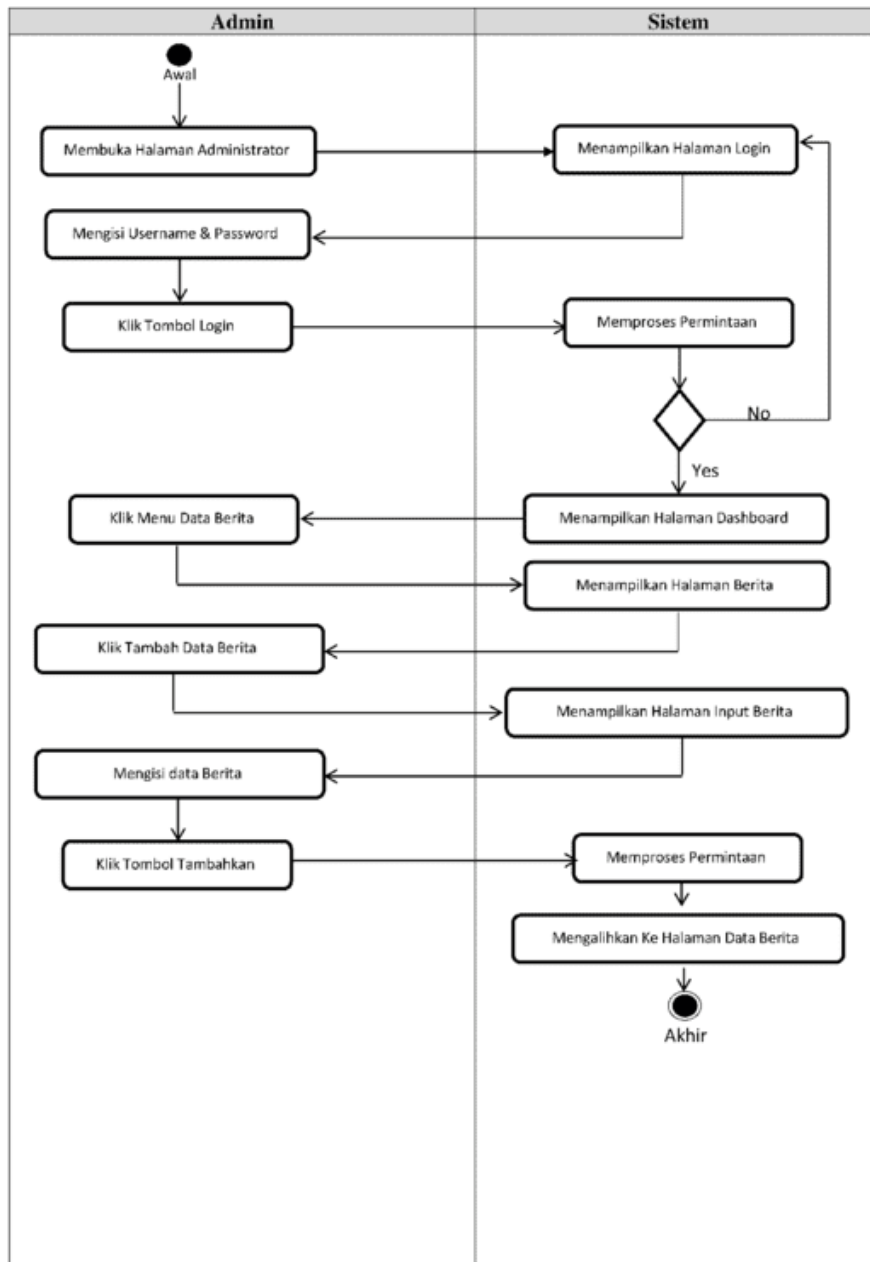 Admin
Sistem
Awal
Membuka Halaman Administrator
Menampilkan Halaman Login
Mengisi Username & Password
Klik Tombol Login
Memproses Permintaan
No
Yes
Klik Menu Data Berita
Menampilkan Halaman Dashboard
Menampilkan Halaman Berita
Klik Tambah Data Berita
Menampilkan Halaman Input Berita
Mengisi data Berita
Klik Tombol Tambahkan
Memproses Permintaan
Mengalihkan Ke Halaman Data Berita
Akhir